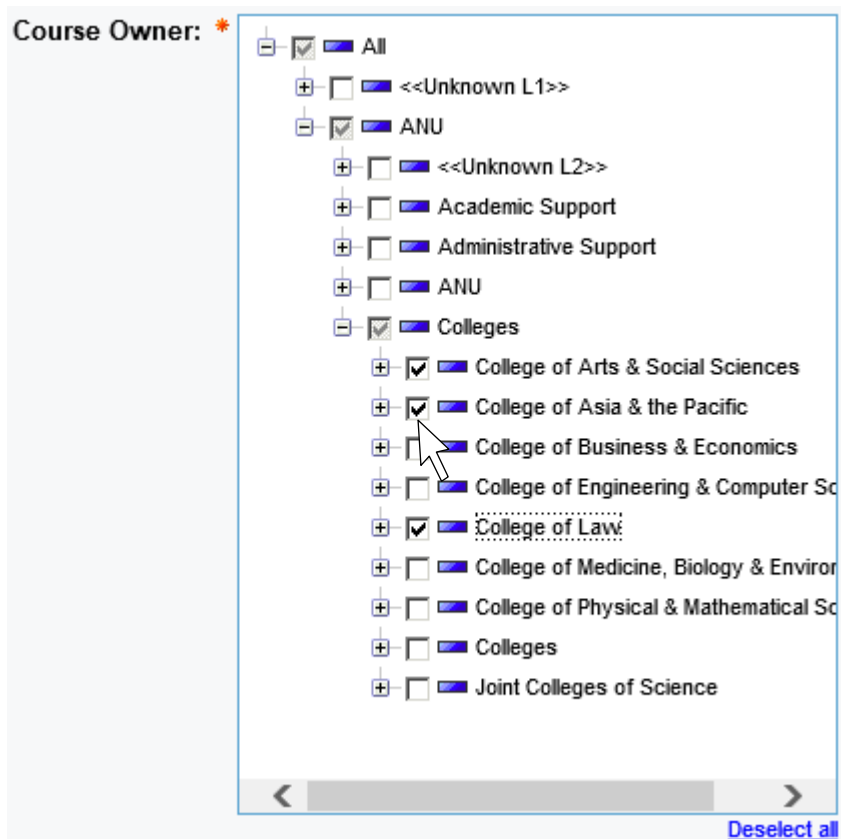 Course Owner: *
All
<<Unknown L1>>
ANU
<<Unknown L2>>
Academic Support
Administrative Support
ANU
Colleges
College of Arts & Social Sciences
College of Asia & the Pacific
College of Business & Economics
College of Engineering & Computer Sc
College of Law
College of Medicine, Biology & Environ
College of Physical & Mathematical Sc
Colleges
Joint Colleges of Science
Deselect all